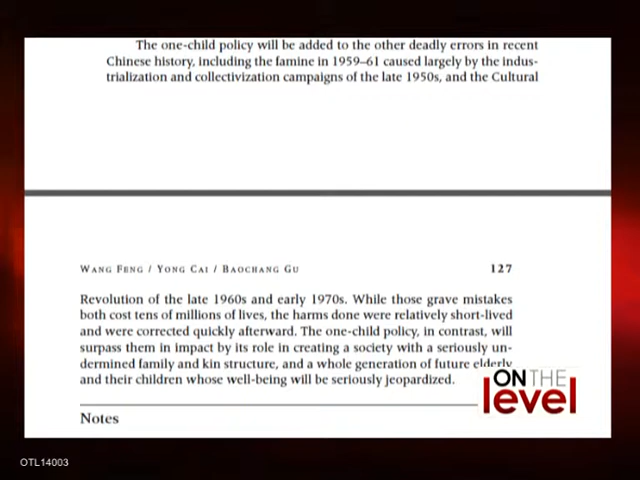 The one-child policy will be added to the other deadly errors in recent
Chinese history, including the famine in 1959–61 caused largely by the indus-
trialization and collectivization campaigns of the late 1950s, and the Cultural
WANG FENG / YONG CAI / BAOCHANG GU 127
Revolution of the late 1960s and early 1970s. While those grave mistakes
both cost tens of millions of lives, the harms done were relatively short-lived
and were corrected quickly afterward. The one-child policy, in contrast, will
surpass them in impact by its role in creating a society with a seriously un-
dermined family and kin structure, and a whole generation of future elderly
and their children whose well-being will be seriously jeopardized.
Notes
ON THE
level
OTL14003